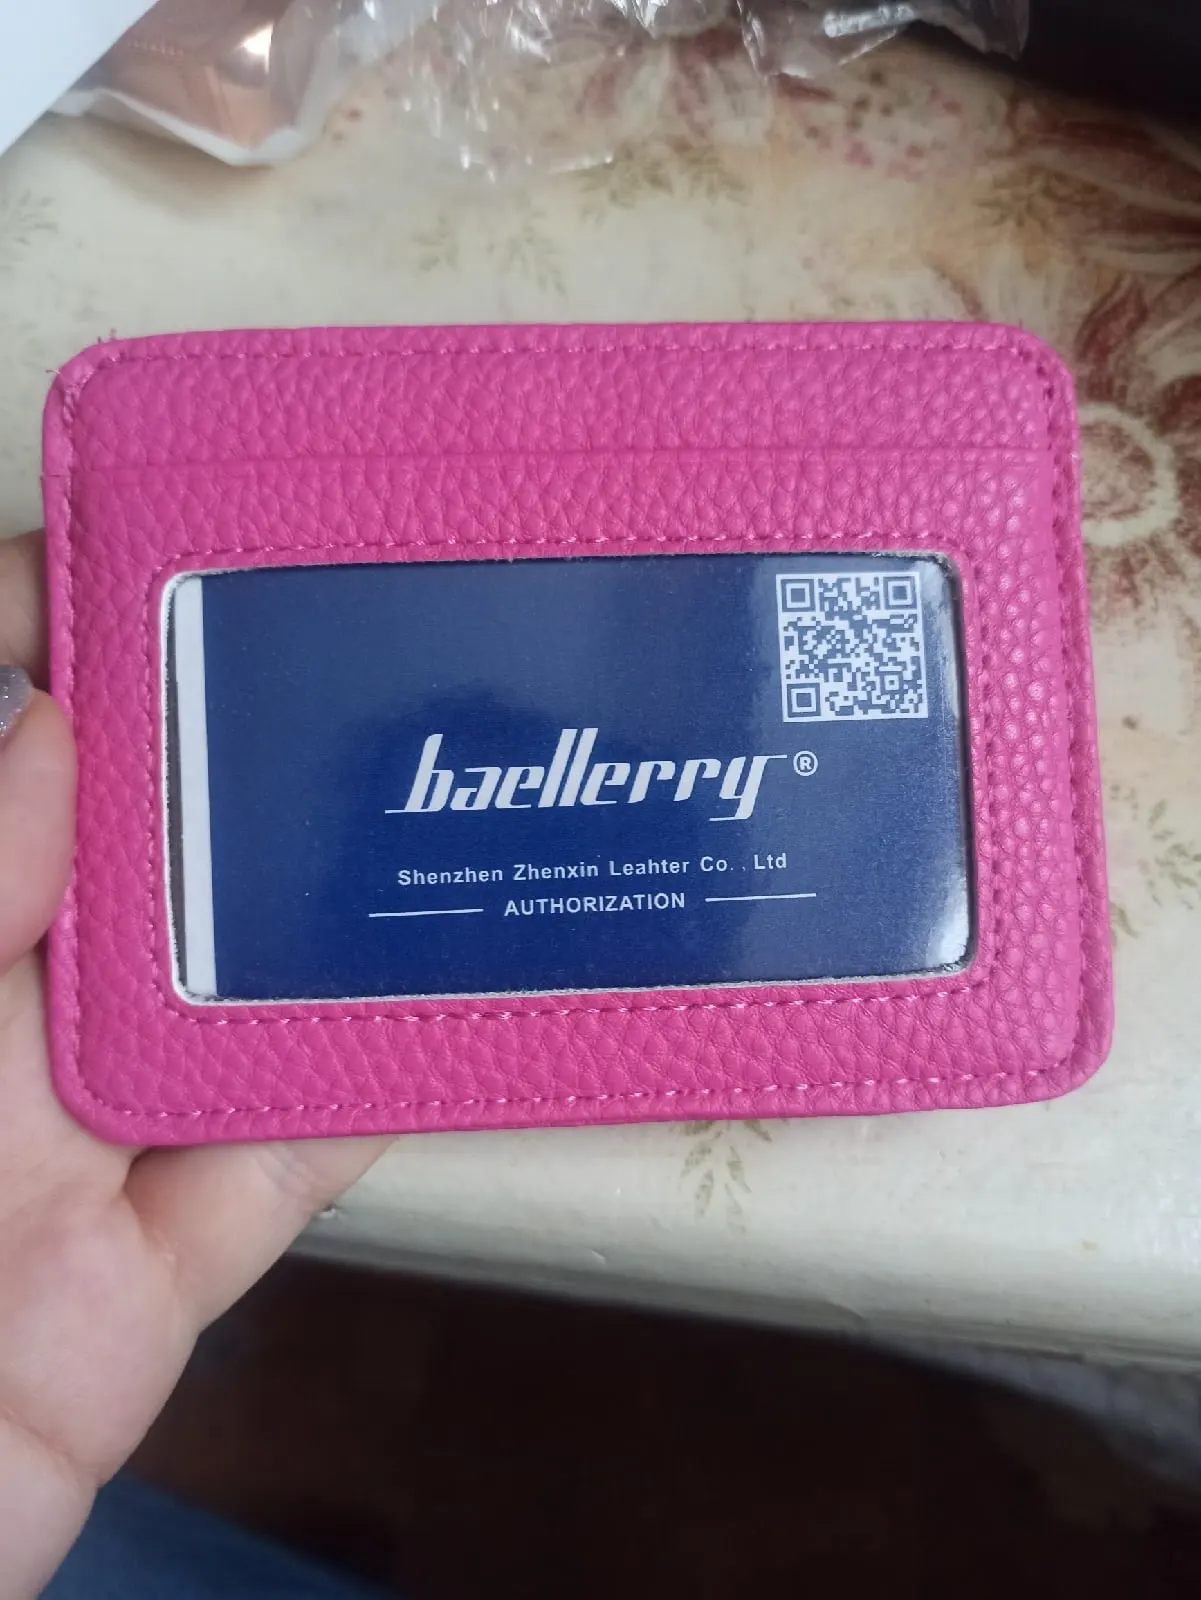 baellerry®
Shenzhen Zhenxin Leahter Co. , Ltd
AUTHORIZATION